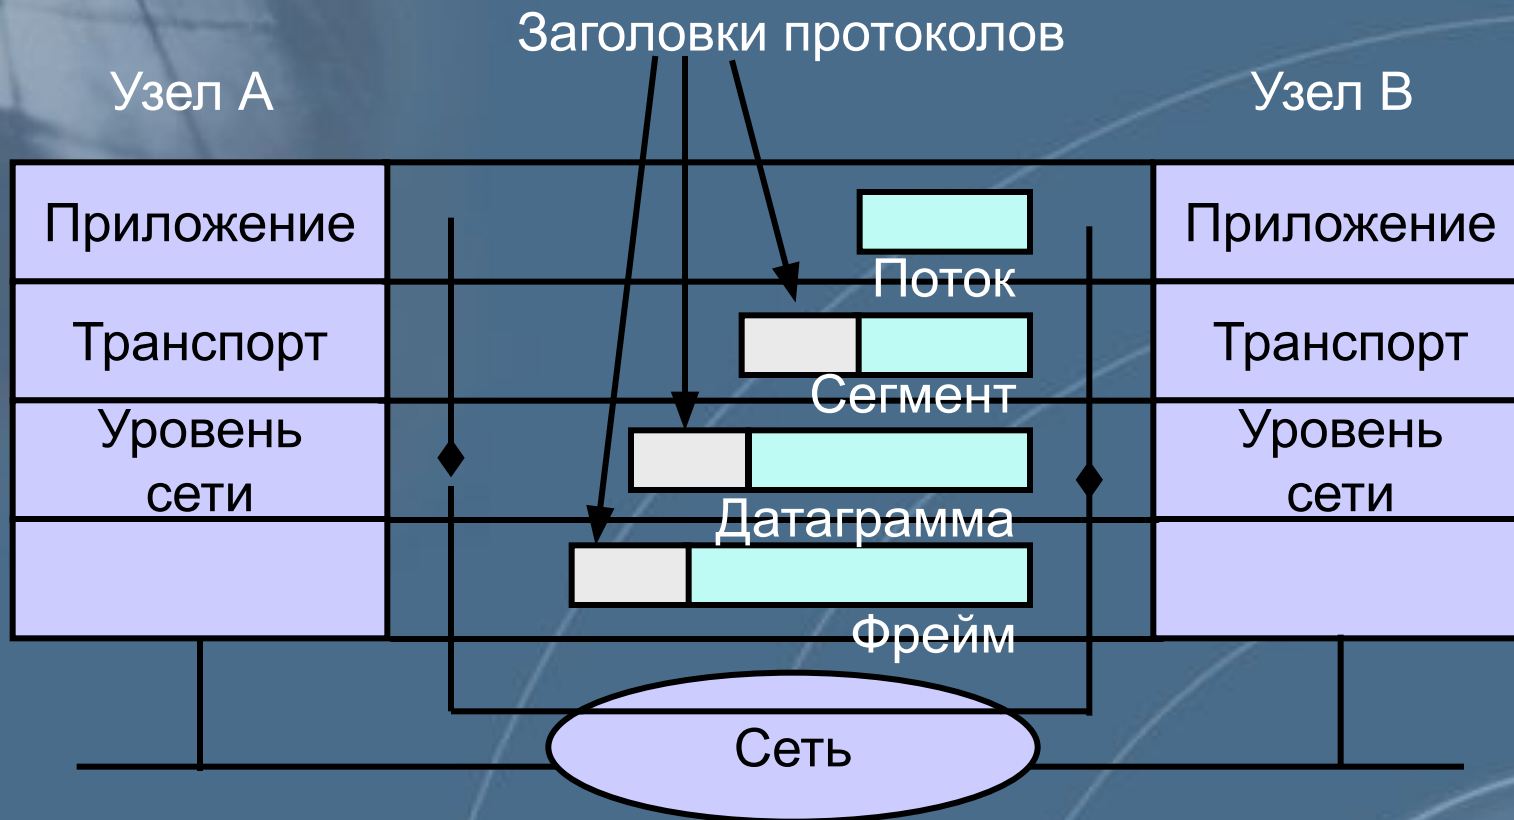 Заголовки протоколов
Узел А
Узел В
Приложение
Поток
Приложение
Транспорт
Сегмент
Транспорт
Уровень
сети
Датаграмма
Уровень
сети
Фрейм
Сеть